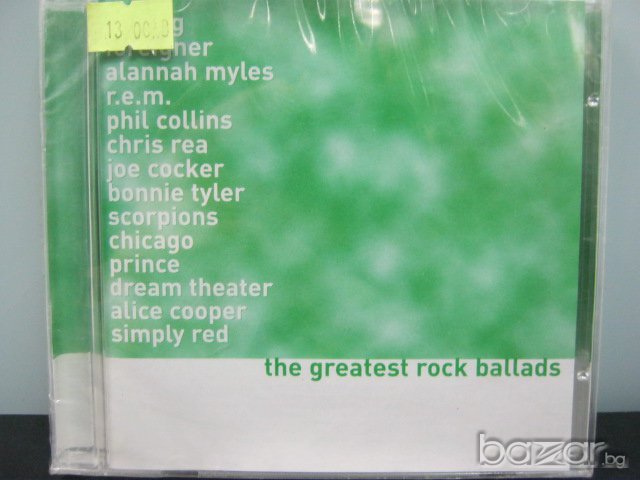 13 06
alannah myles
r.e.m.
phil collins
chris rea
joe cocker
bonnie tyler
scorpions
chicago
prince
dream theater
alice cooper
simply red
the greatest rock ballads
bazar.bg